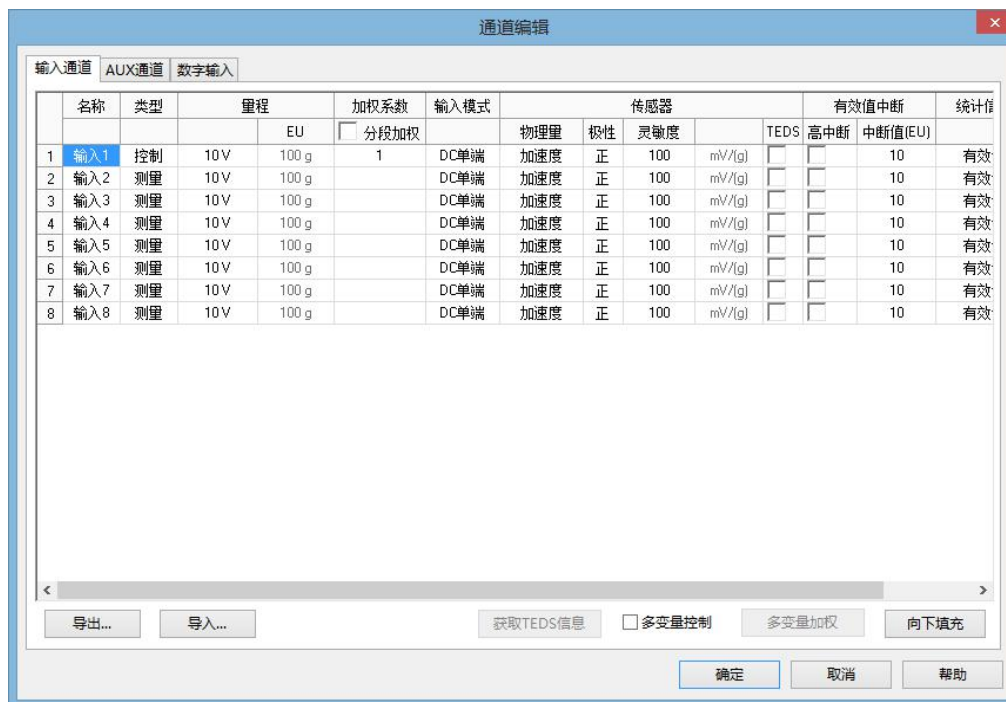 通道编辑
输入通道 AUX通道 数字输入
名称 类型 量程 加权系数 输入模式 传感器 有效值中断 统计信
EU 分段加权 物理量 极性 灵敏度 TEDS 高中断 中断值(EU)
1 输入1 控制 10 V 100 g 1 DC单端 加速度 正 100 mV/(g) 10 有效
2 输入2 测量 10 V 100 g DC单端 加速度 正 100 mV/(g) 10 有效
3 输入3 测量 10 V 100 g DC单端 加速度 正 100 mV/(g) 10 有效
4 输入4 测量 10 V 100 g DC单端 加速度 正 100 mV/(g) 10 有效
5 输入5 测量 10 V 100 g DC单端 加速度 正 100 mV/(g) 10 有效
6 输入6 测量 10 V 100 g DC单端 加速度 正 100 mV/(g) 10 有效
7 输入7 测量 10 V 100 g DC单端 加速度 正 100 mV/(g) 10 有效
8 输入8 测量 10 V 100 g DC单端 加速度 正 100 mV/(g) 10 有效
导出... 导入... 获取TEDS信息 多变量控制 多变量加权 向下填充
确定 取消 帮助